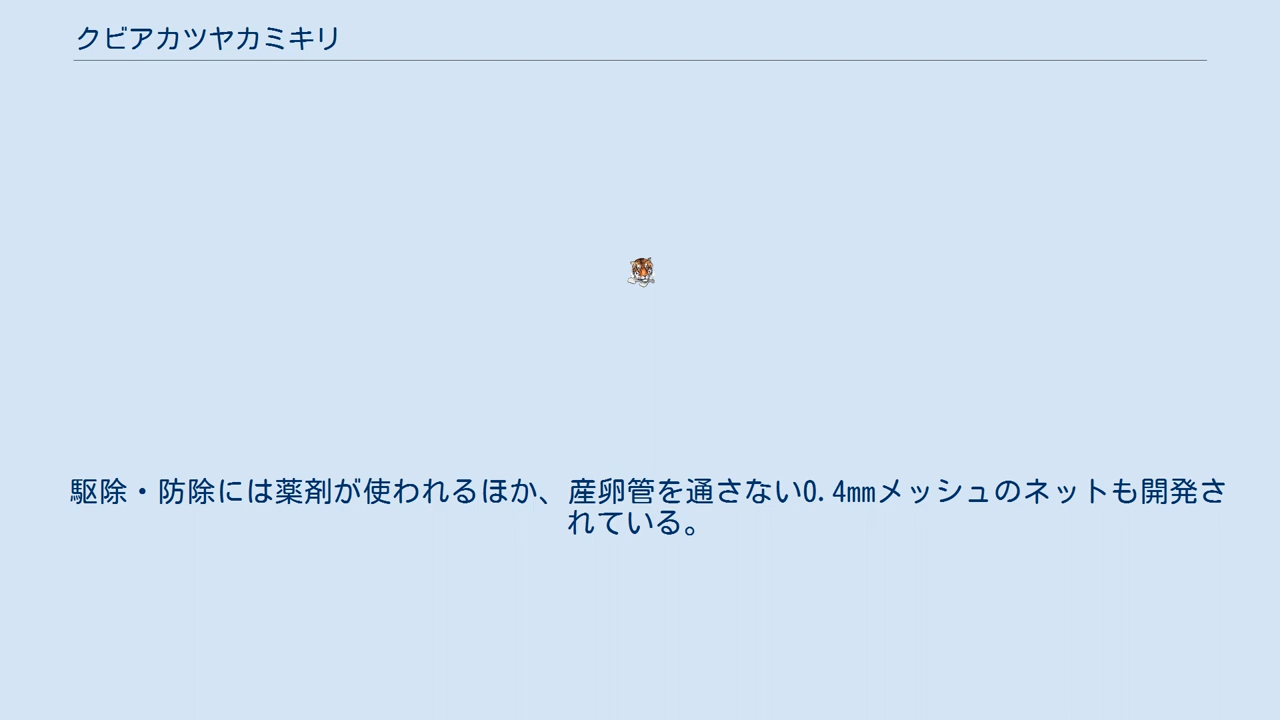 クビアカツヤカミキリ
駆除・防除には薬剤が使われるほか、産卵管を通さない0.4mmメッシュのネットも開発さ
れている。